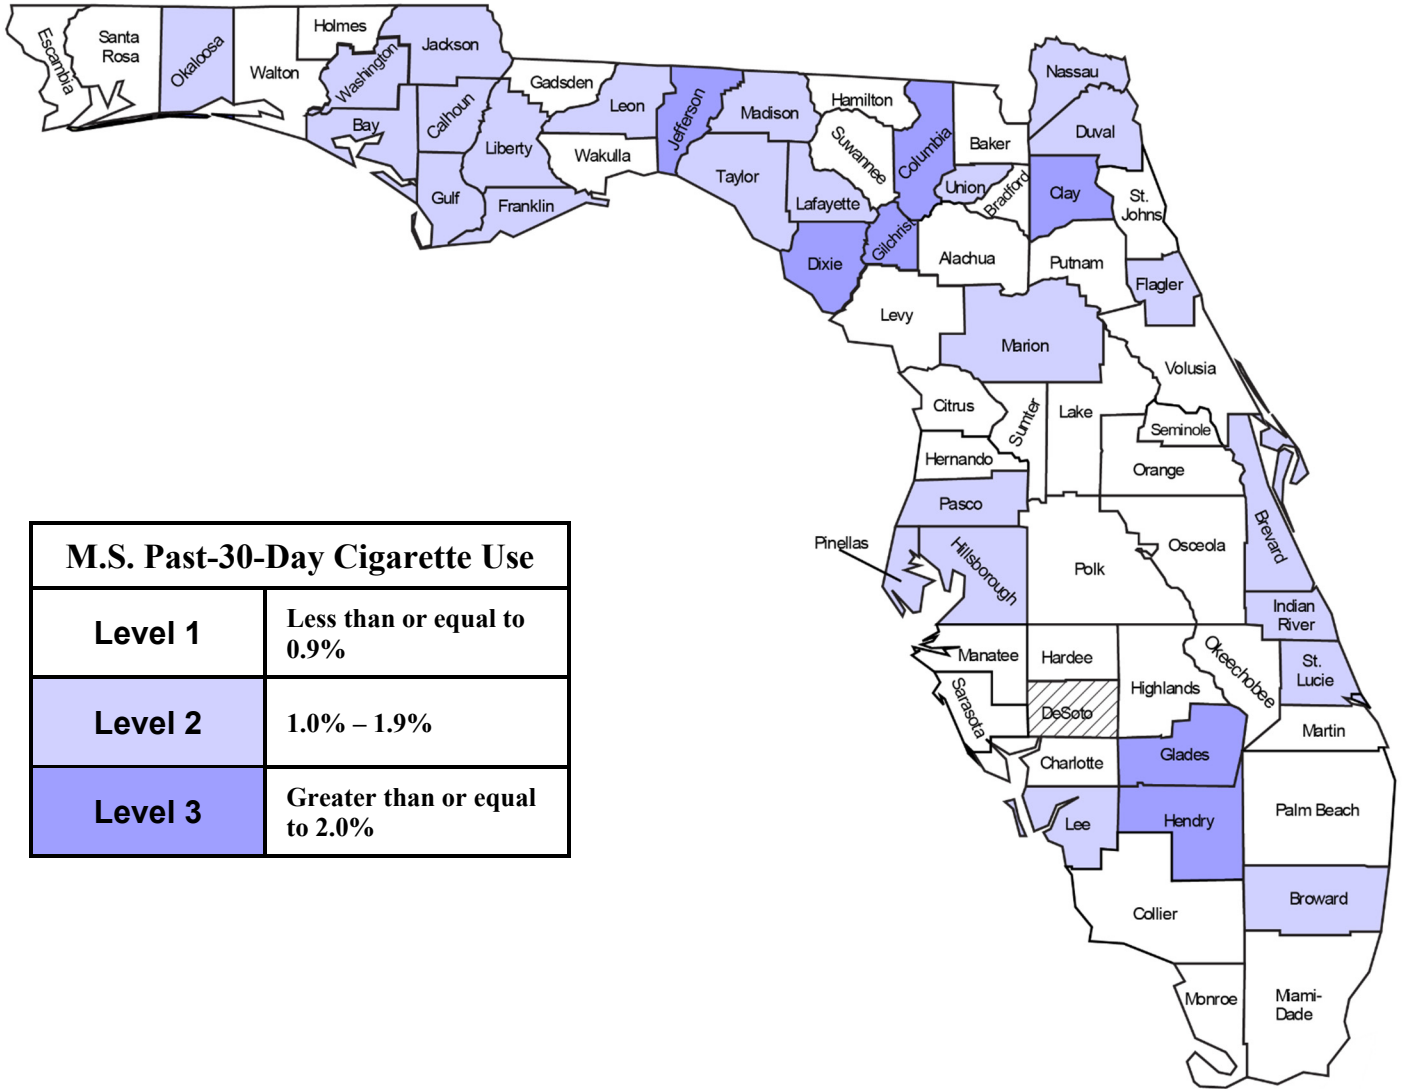 Escambia
Santa
Rosa
Okaloosa
Walton
Holmes
Washington
Jackson
Bay
Calhoun
Gulf
Liberty
Gadsden
Franklin
Leon
Wakulla
Jefferson
Madison
Taylor
Hamilton
Suwannee
Lafayette
Dixie
Columbia
Gilchrist
Baker
Union
Bradford
Alachua
Levy
Nassau
Duval
Clay
St.
Johns
Putnam
Flagler
Marion
Volusia
Citrus
Sumter
Lake
Seminole
Orange
Hernando
Pasco
Pinellas
Hillsborough
Polk
Osceola
Brevard
Indian
River
Manatee
Hardee
Highlands
Okeechobee
St.
Lucie
Sarasota
DeSoto
Martin
Charlotte
Glades
Lee
Hendry
Palm Beach
Collier
Broward
Monroe
Miami-
Dade
M.S. Past-30-Day Cigarette Use
Level 1
Less than or equal to
0.9%
Level 2
1.0% – 1.9%
Level 3
Greater than or equal
to 2.0%